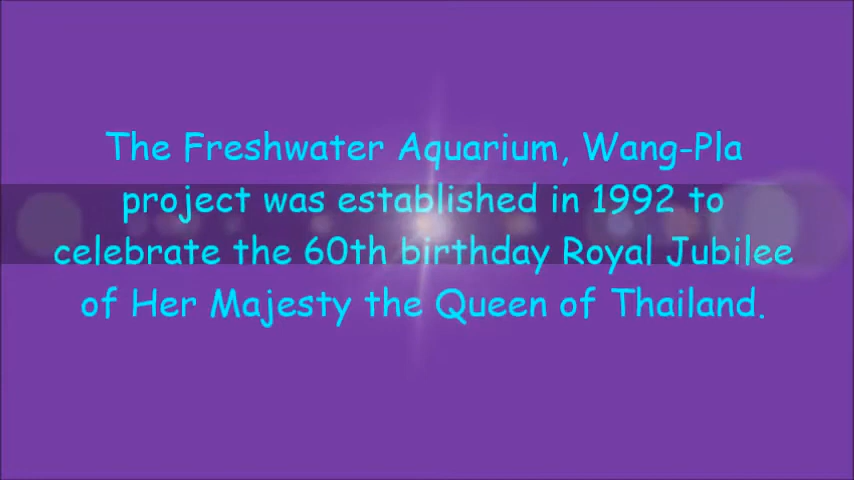 The Freshwater Aquarium, Wang-Pla
project was established in 1992 to
celebrate the 60th birthday Royal Jubilee
of Her Majesty the Queen of Thailand.